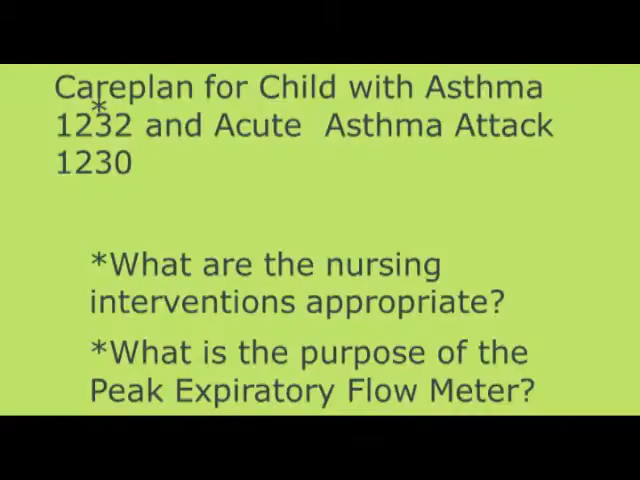 Careplan for Child with Asthma
*
1232 and Acute  Asthma Attack
1230
*What are the nursing
interventions appropriate?
*What is the purpose of the
Peak Expiratory Flow Meter?